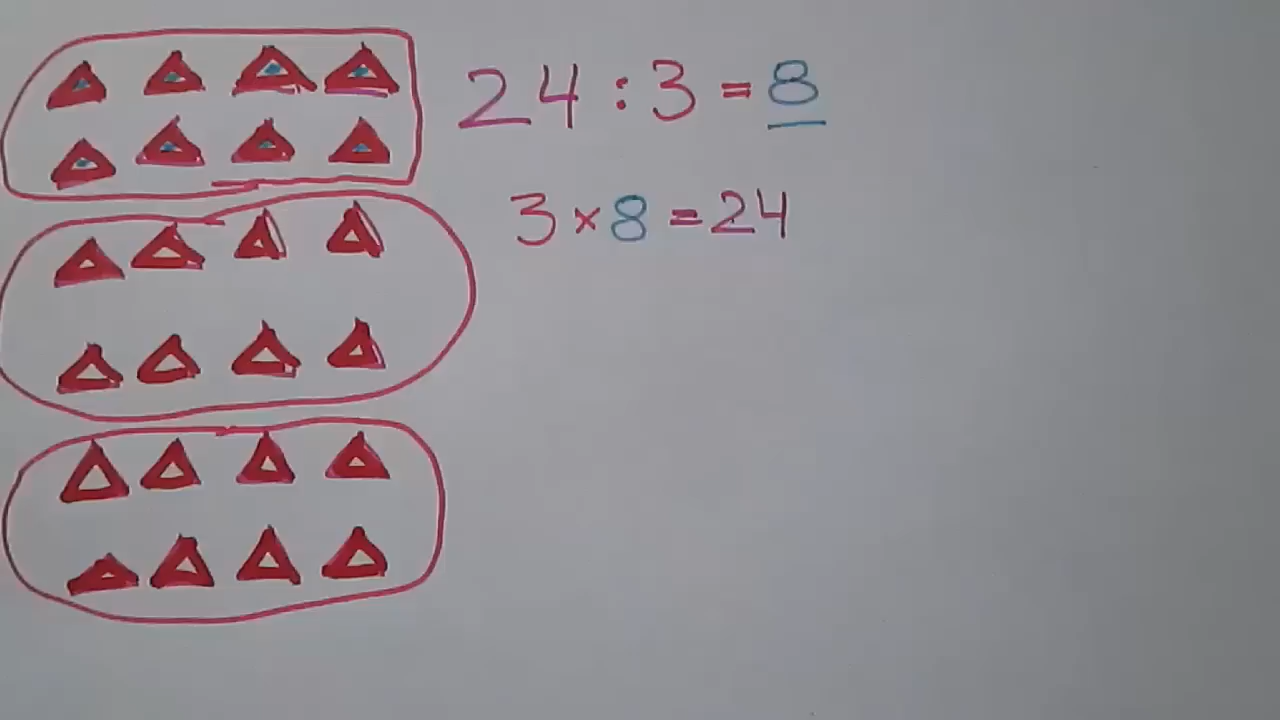 24 : 3 = 8
3 × 8 = 24